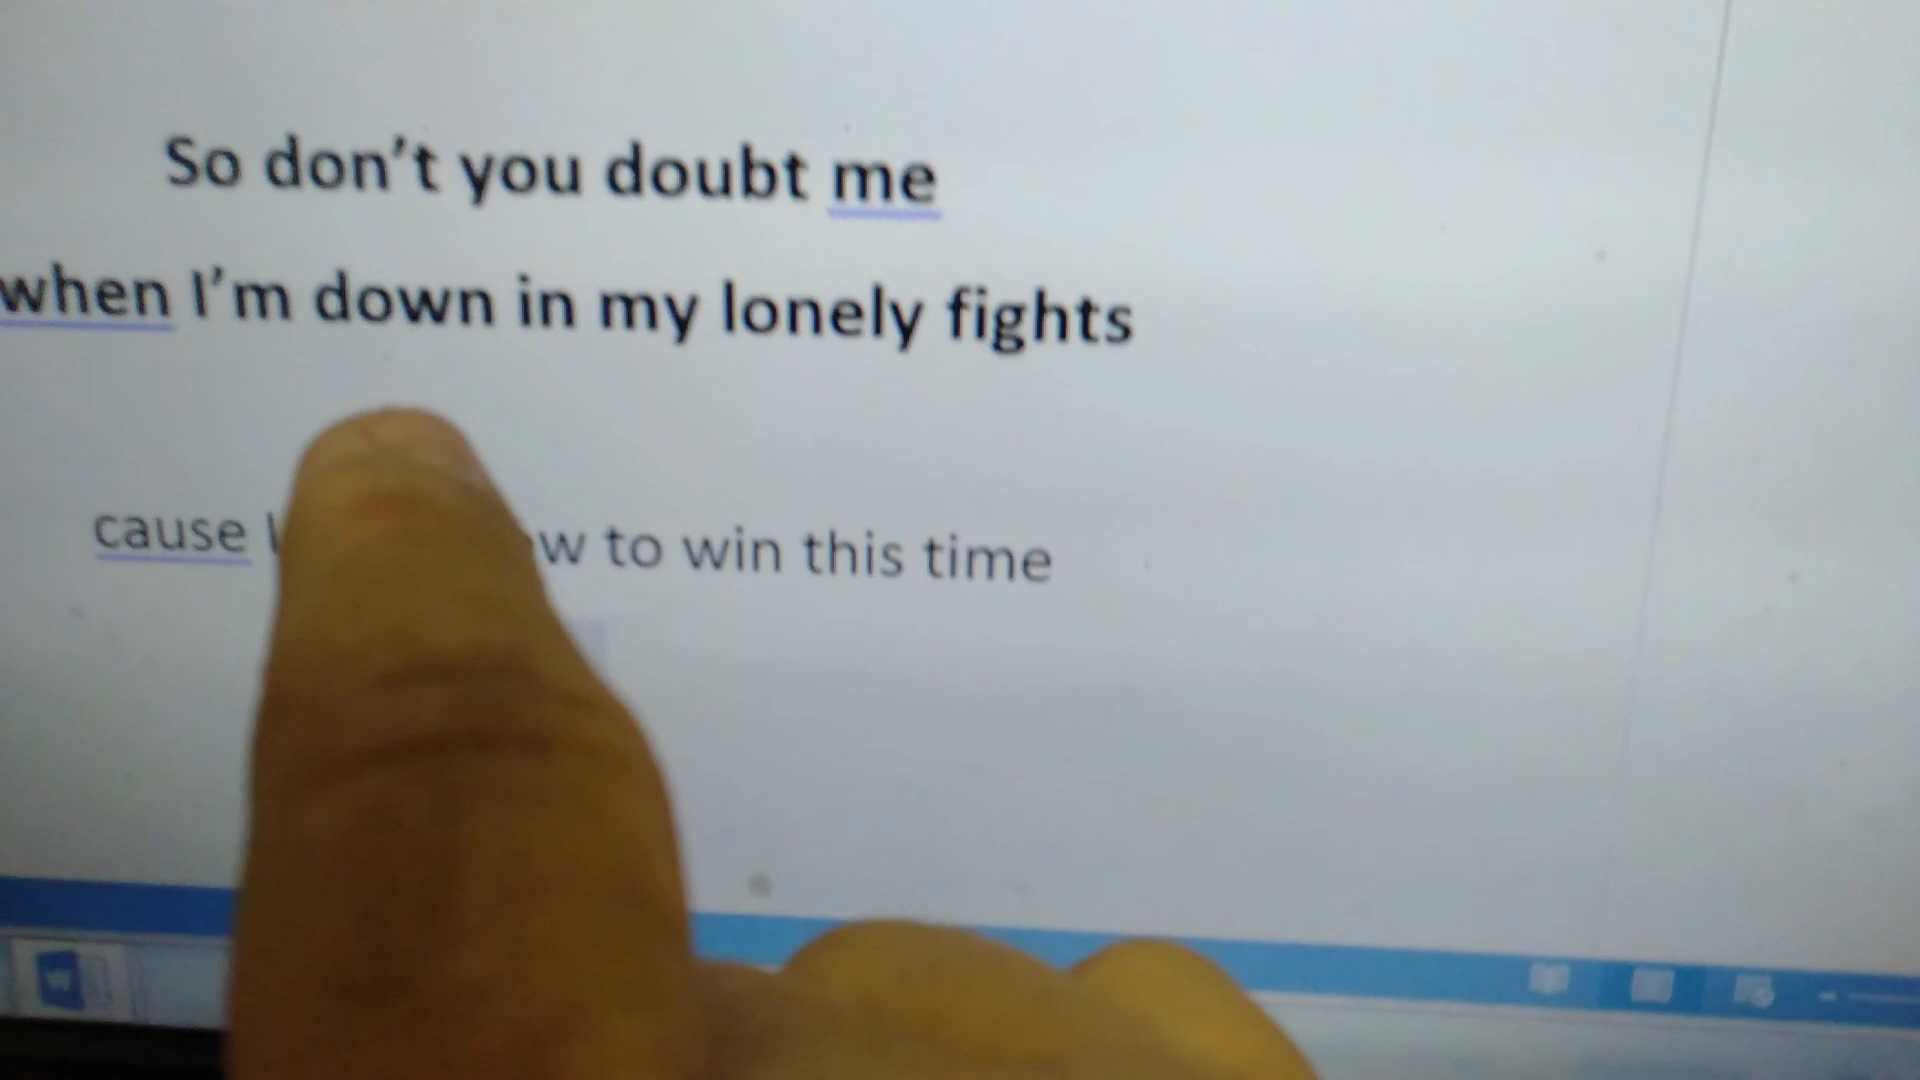 So don't you doubt me
when I'm down in my lonely fights
cause to win this time